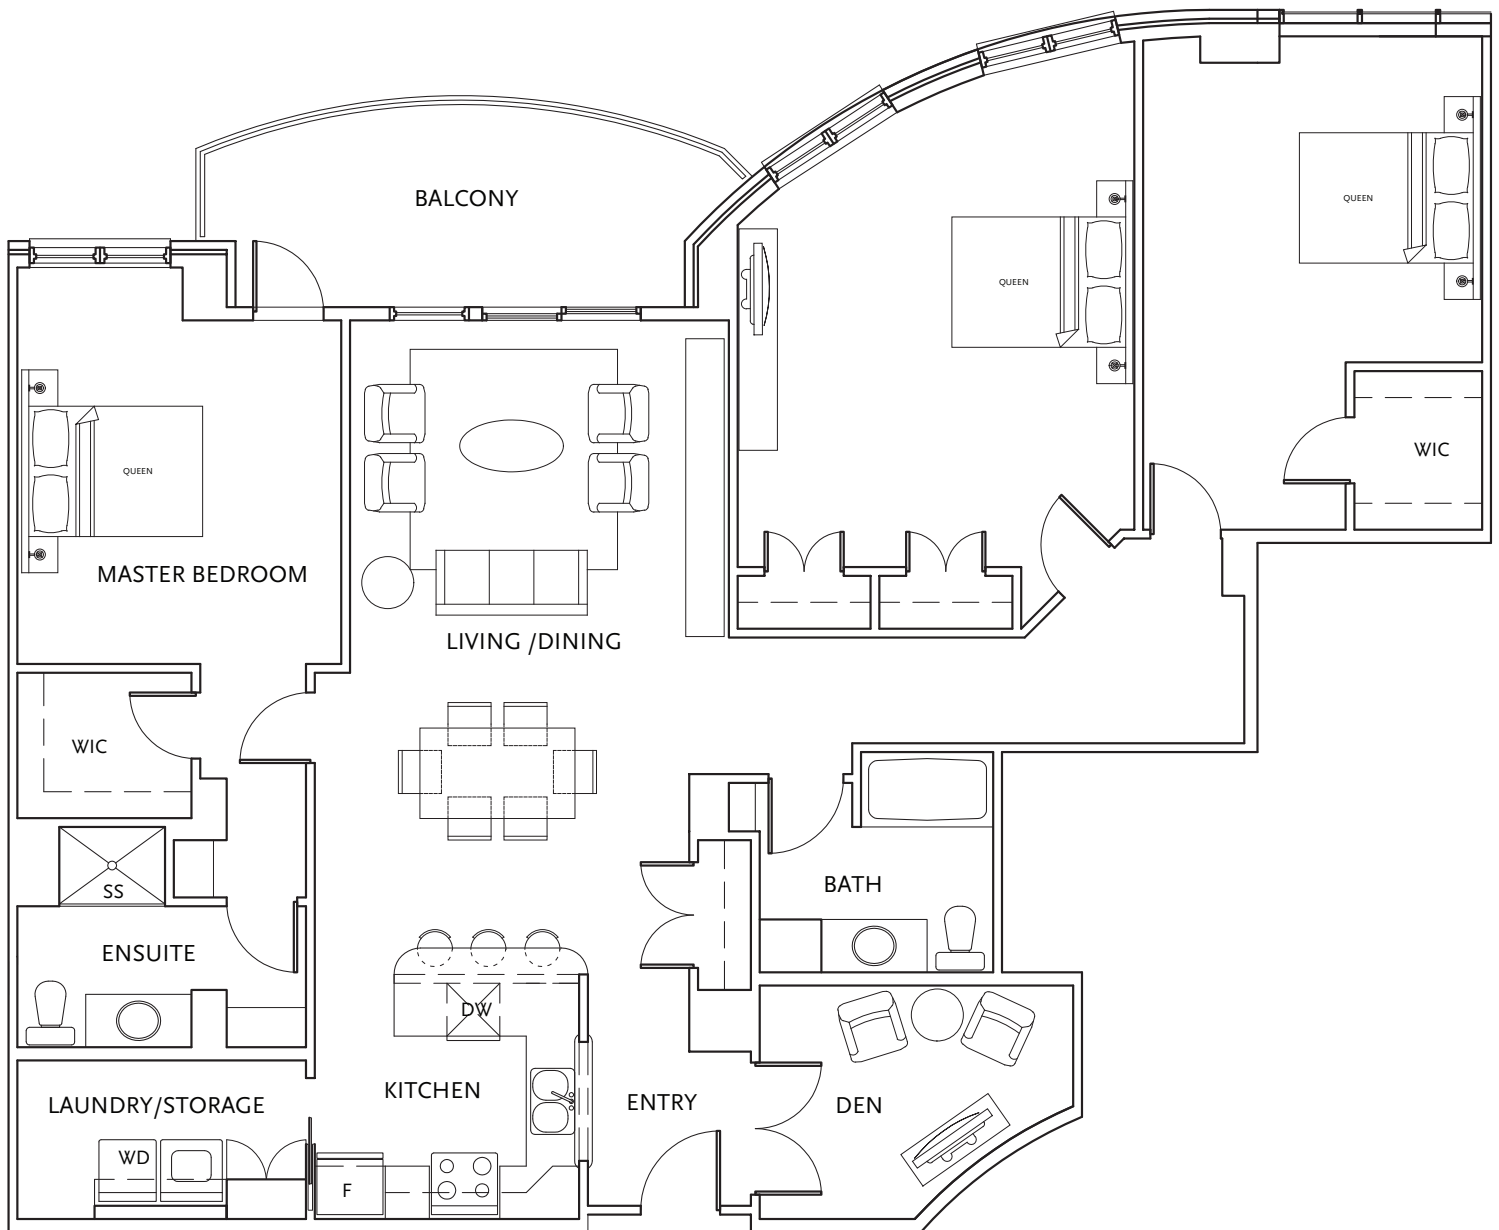 BALCONY
QUEEN
QUEEN
QUEEN
WIC
MASTER BEDROOM
LIVING /DINING
WIC
SS
BATH
ENSUITE
DW
KITCHEN
ENTRY
LAUNDRY/STORAGE
DEN
WD
F